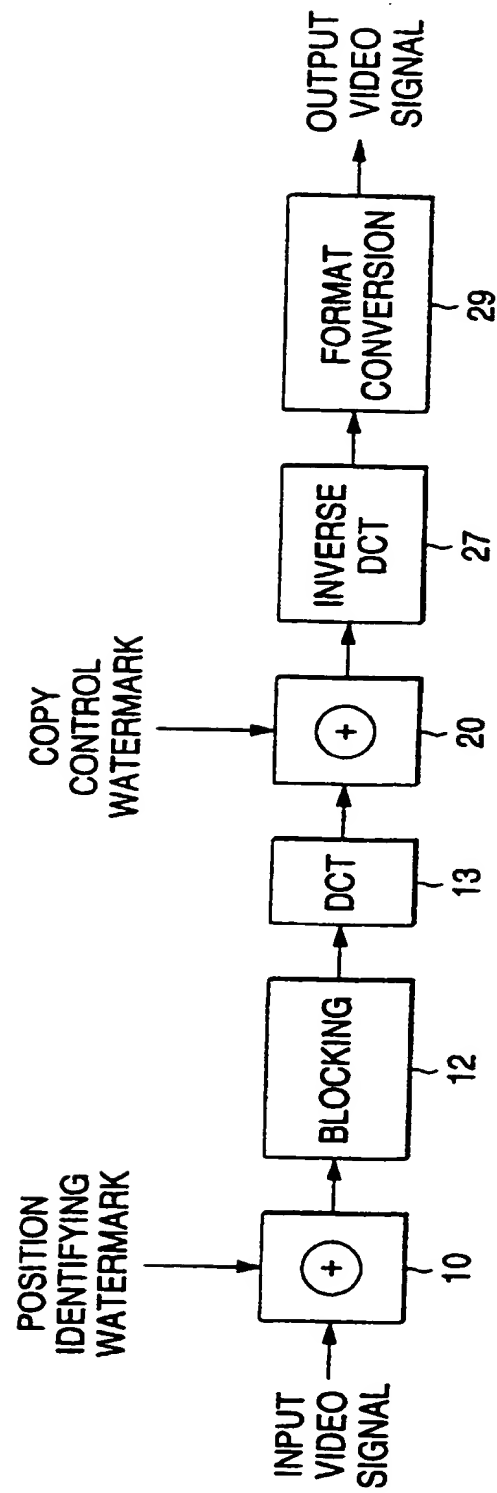 POSITION
IDENTIFYING
WATERMARK
COPY
CONTROL
WATERMARK
INPUT
VIDEO
SIGNAL
+
BLOCKING
DCT
+
INVERSE
DCT
FORMAT
CONVERSION
OUTPUT
VIDEO
SIGNAL
10
12
13
20
27
29